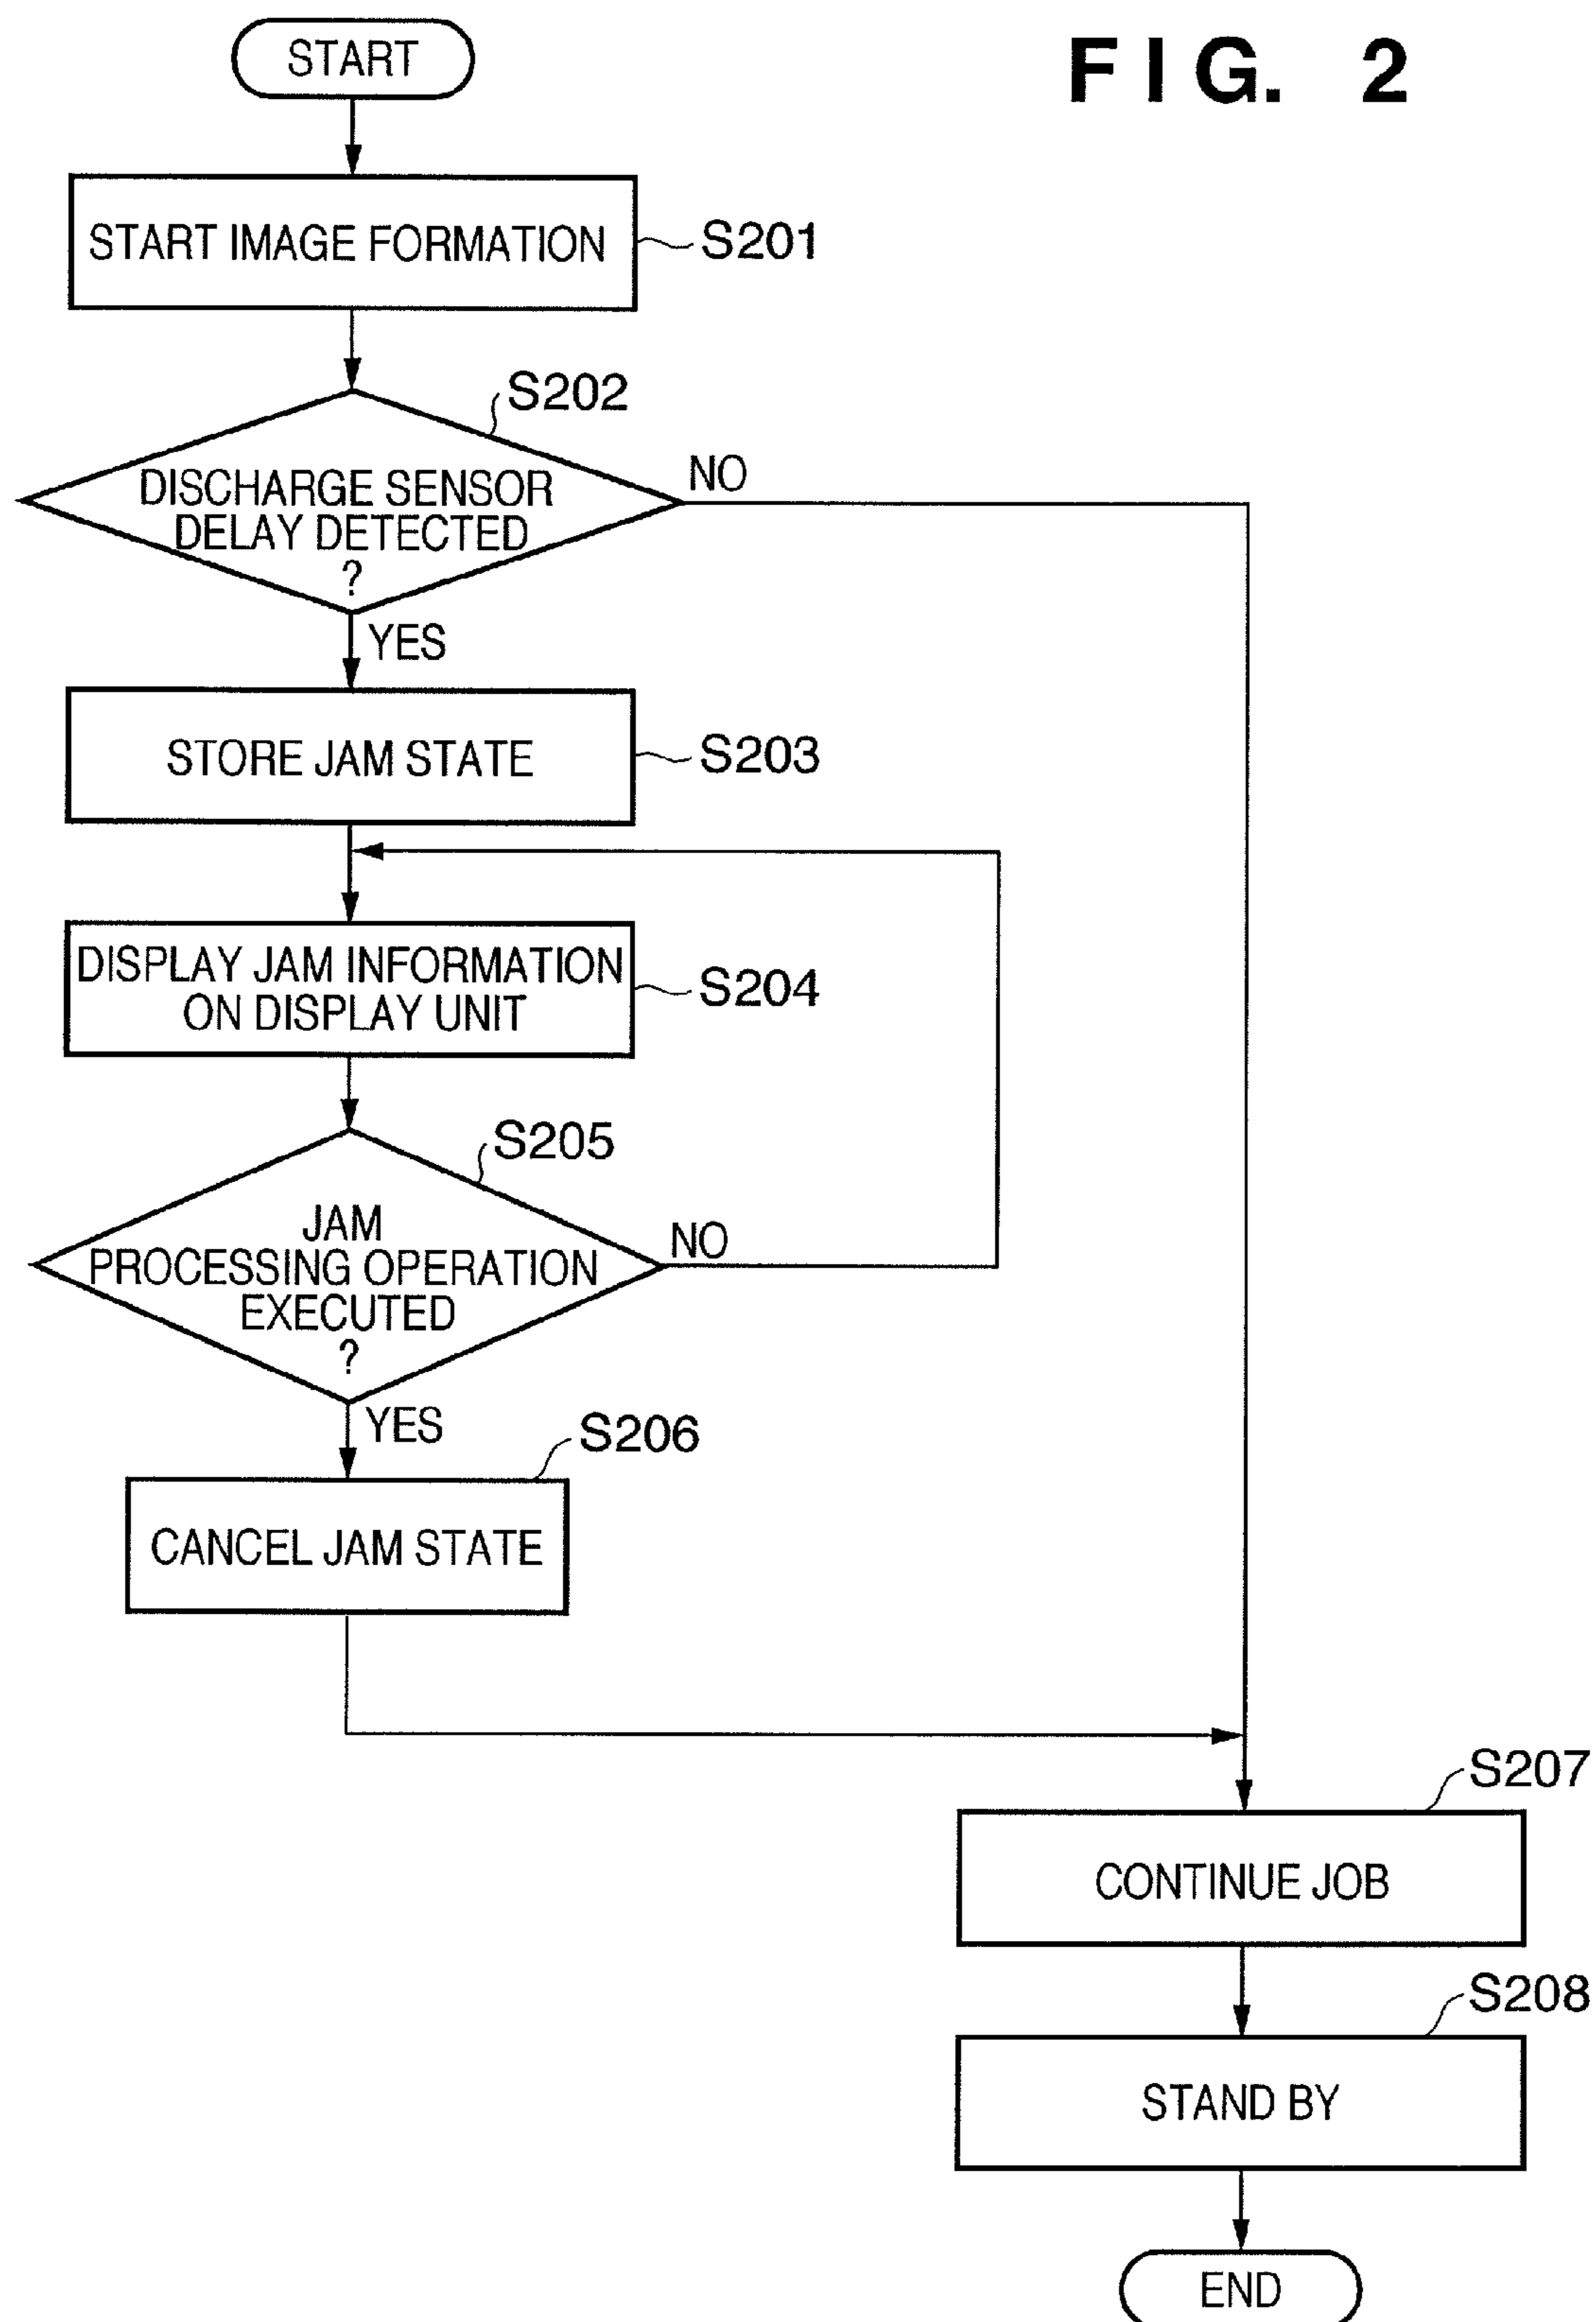 START
FIG. 2
START IMAGE FORMATION
S201
S202
DISCHARGE SENSOR
DELAY DETECTED
?
NO
YES
STORE JAM STATE
S203
DISPLAY JAM INFORMATION
ON DISPLAY UNIT
S204
S205
JAM
PROCESSING OPERATION
EXECUTED
?
NO
YES
S206
CANCEL JAM STATE
S207
CONTINUE JOB
S208
STAND BY
END